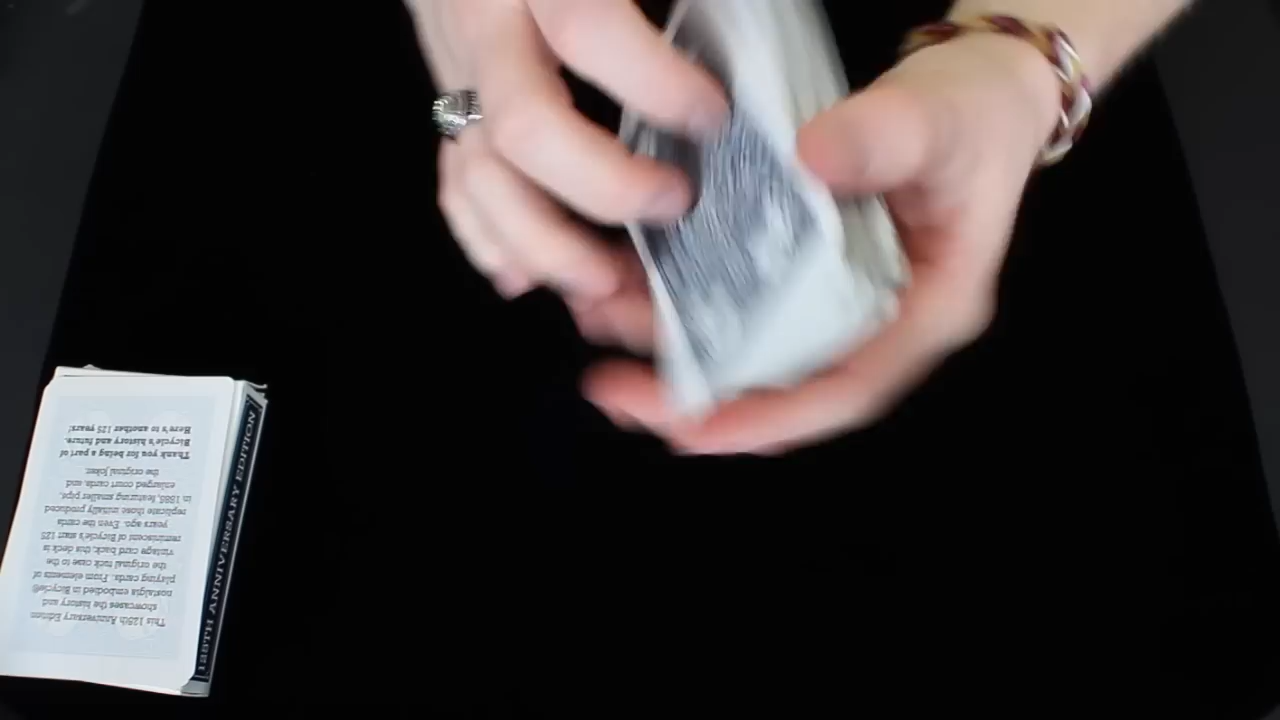 This 125th Anniversary Edition
showcases the history and
nostalgia embodied in Bicycle®
playing cards. From elements of
the original tuck case to the
vintage card back, this deck is
reminiscent of Bicycle's start 125
years ago. Even the cards
replicate those initially produced
in 1885, featuring smaller pips,
enlarged court cards, and
the original Joker.
Thank you for being a part of
Bicycle's history and future.
Here's to another 125 years!
125TH ANNIVERSARY EDITION